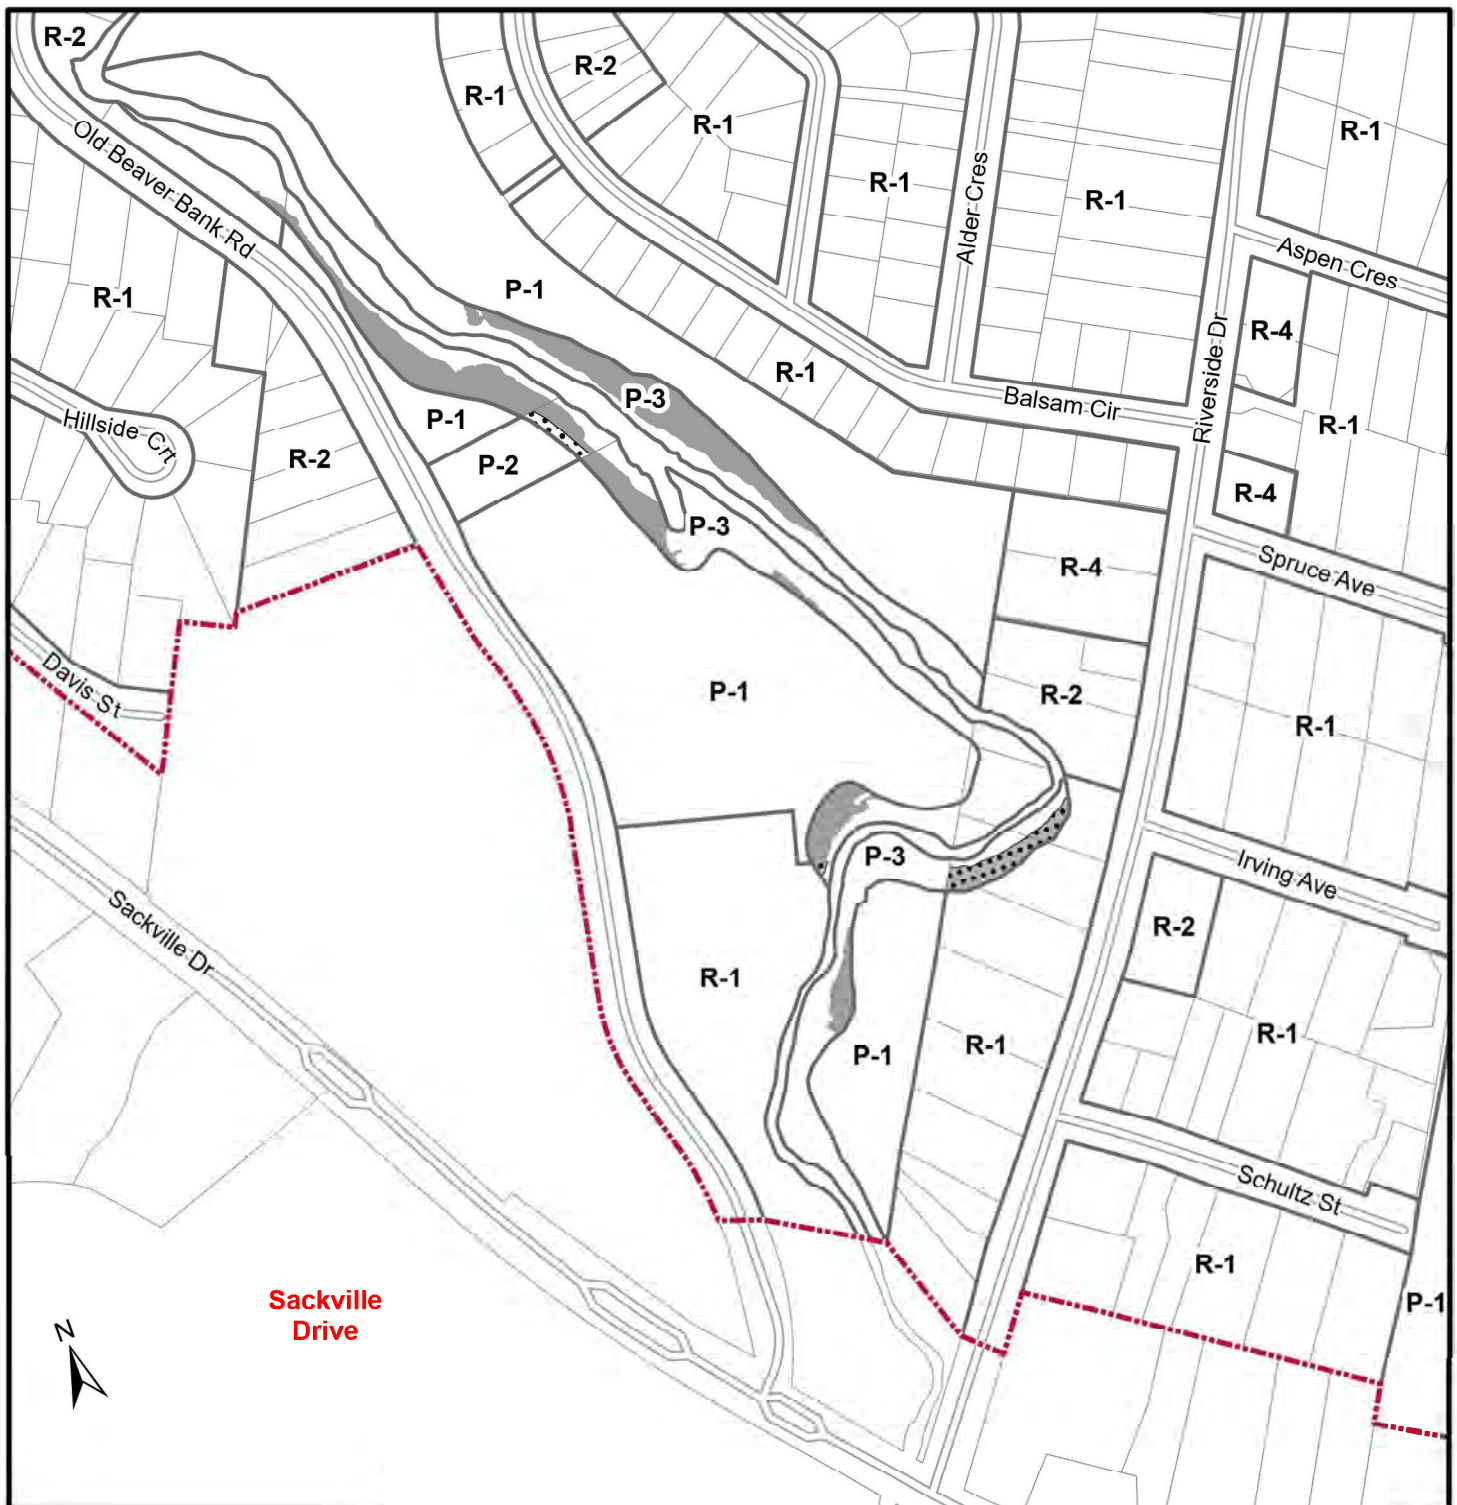 R-2
R-2
R-1
R-1
R-1
R-1
R-1
Old Beaver Bank Rd
Alder Cres
Aspen Cres
R-1
P-1
R-4
Riverside Dr
R-1
P-3
Balsam Cir
P-1
Hillside Crt
R-1
R-2
P-2
R-4
P-3
R-4
Spruce Ave
Davis St
P-1
R-2
R-1
P-3
Irving Ave
Sackville Dr
R-2
R-1
R-1
R-1
P-1
Schultz St
R-1
P-1
Sackville
Drive
N